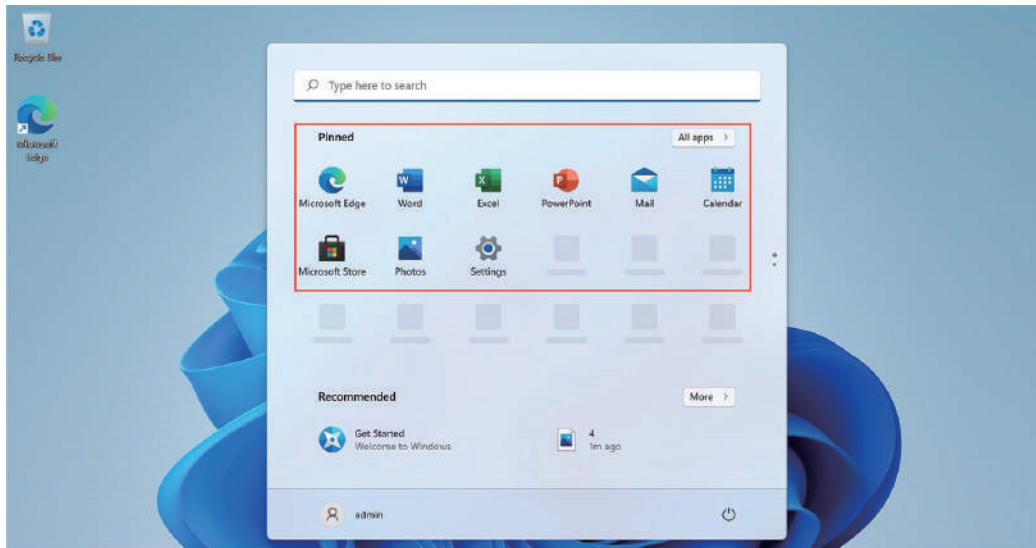 Recycle Bin
Microsoft
Edge
Type here to search
Pinned
All apps >
Microsoft Edge
Word
Excel
PowerPoint
Mail
Calendar
Microsoft Store
Photos
Settings
Recommended
More >
Get Started
Welcome to Windows
4
1m ago
admin